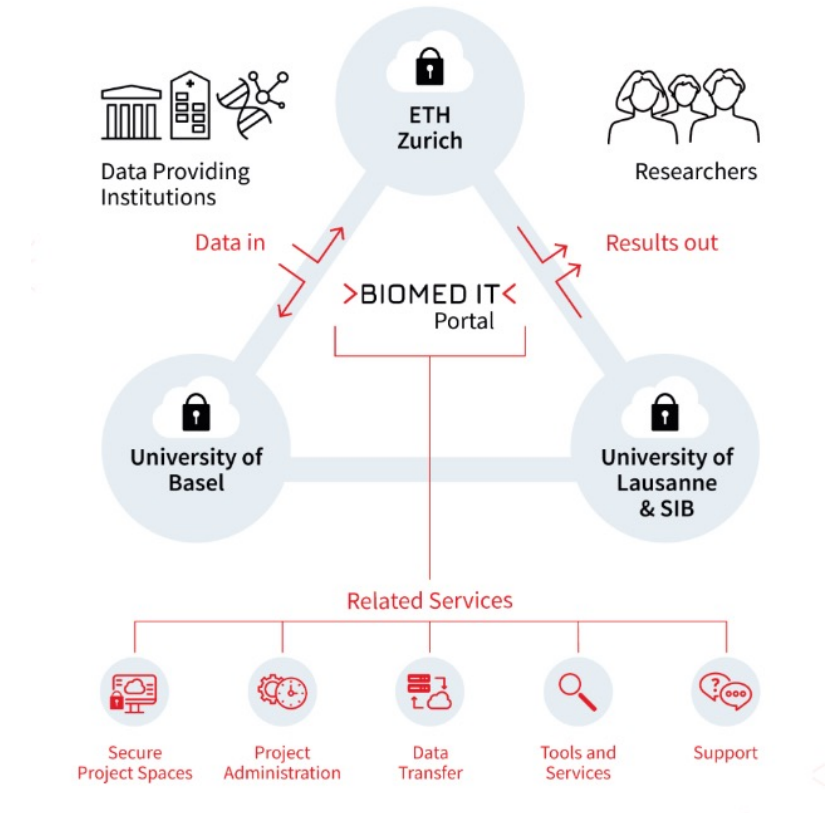 ETH
Zurich
Data Providing
Institutions
Researchers
Data in
Results out
>BIOMED IT<
Portal
University of
Basel
University of
Lausanne
& SIB
Related Services
Secure
Project Spaces
Project
Administration
Data
Transfer
Tools and
Services
Support